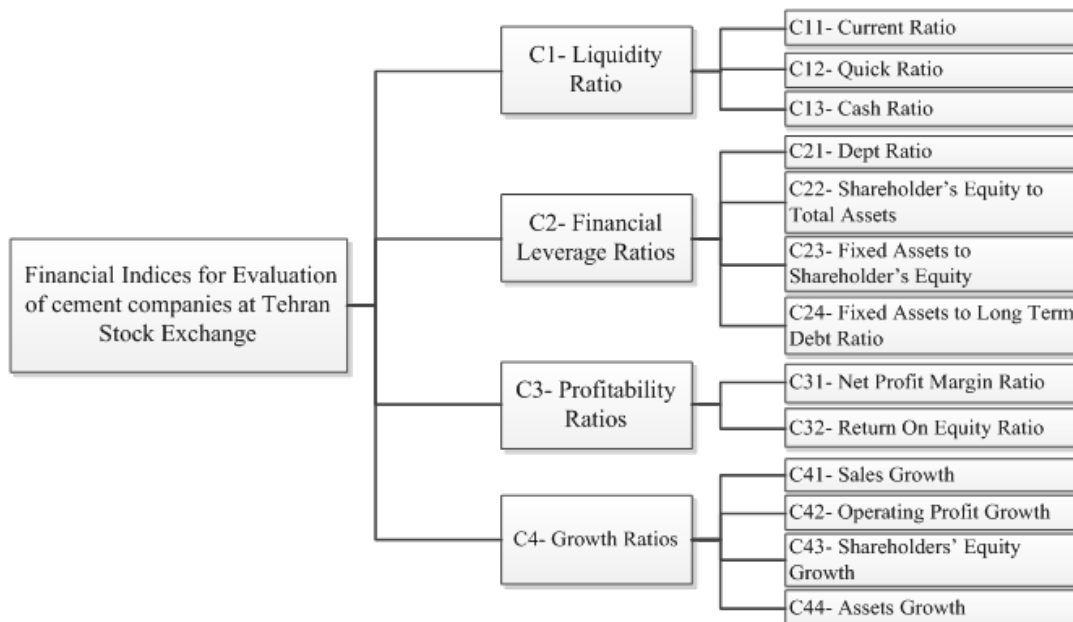 Financial Indices for Evaluation
of cement companies at Tehran
Stock Exchange
C1- Liquidity
Ratio
C11- Current Ratio
C12- Quick Ratio
C13- Cash Ratio
C2- Financial
Leverage Ratios
C21- Dept Ratio
C22- Shareholder's Equity to
Total Assets
C23- Fixed Assets to
Shareholder's Equity
C24- Fixed Assets to Long Term
Debt Ratio
C3- Profitability
Ratios
C31- Net Profit Margin Ratio
C32- Return On Equity Ratio
C4- Growth Ratios
C41- Sales Growth
C42- Operating Profit Growth
C43- Shareholders' Equity
Growth
C44- Assets Growth